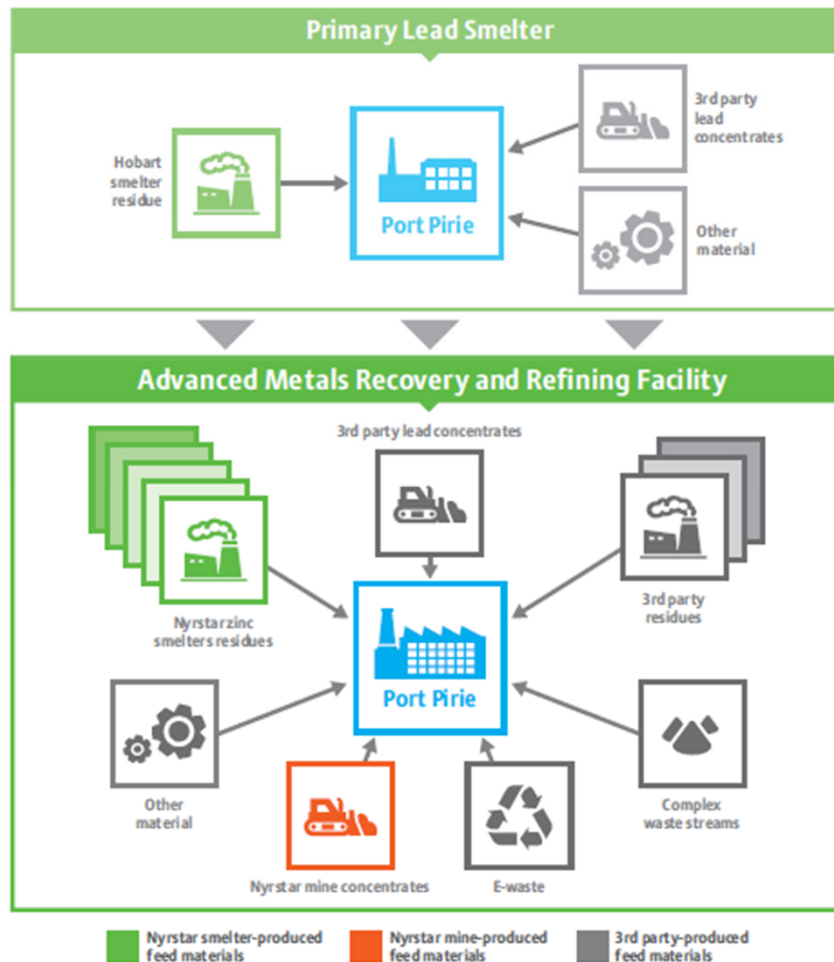 Primary Lead Smelter
Hobart
smelter
residue
Port Pirie
3rd party
lead
concentrates
Other
material
Advanced Metals Recovery and Refining Facility
3rd party lead concentrates
Nyrstar zinc
smelters residues
3rd party
residues
Port Pirie
Other
material
Complex
waste streams
Nyrstar mine concentrates
E-waste
Nyrstar smelter-produced
feed materials
Nyrstar mine-produced
feed materials
3rd party-produced
feed materials